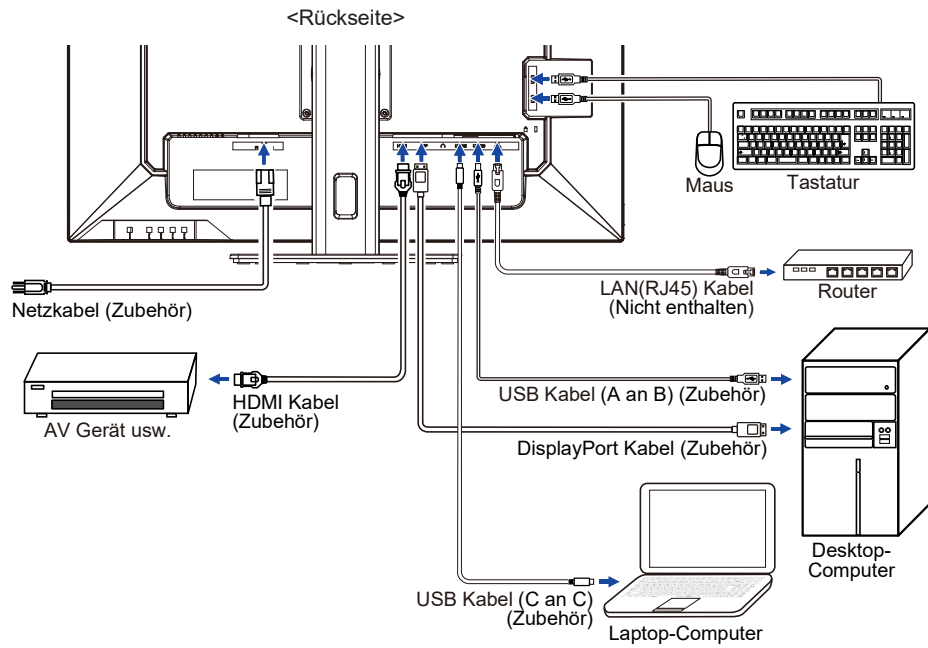 <Rückseite>
Maus
Tastatur
LAN(RJ45) Kabel
(Nicht enthalten)
Router
Netzkabel (Zubehör)
AV Gerät usw.
HDMI Kabel
(Zubehör)
USB Kabel (A an B) (Zubehör)
DisplayPort Kabel (Zubehör)
Desktop-
Computer
USB Kabel (C an C)
(Zubehör)
Laptop-Computer